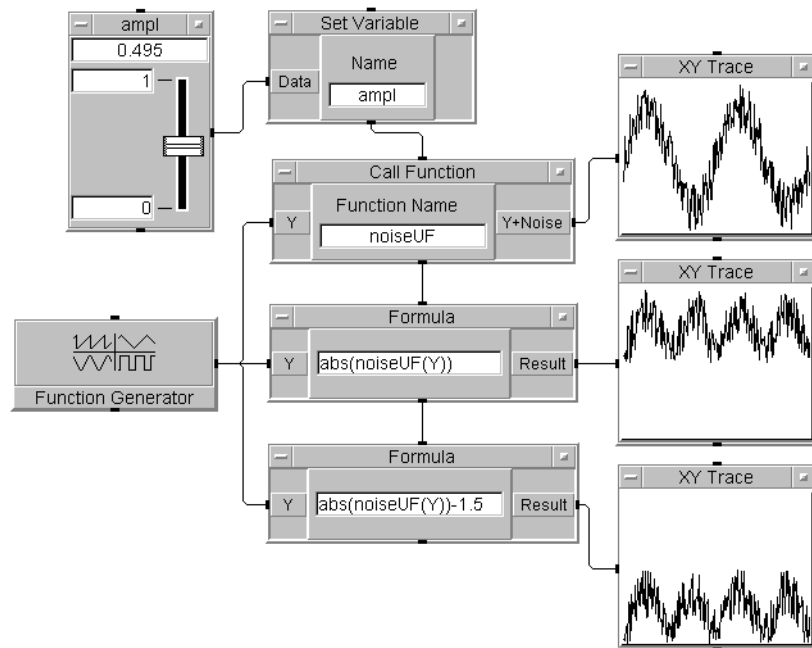 ampl
0.495
1
0
Set Variable
Data
Name
ampl
XY Trace
Call Function
Function Name
Y
noiseUF
Y+Noise
XY Trace
Formula
Y
abs(noiseUF(Y))
Result
Function Generator
Formula
Y
abs(noiseUF(Y))-1.5
Result
XY Trace